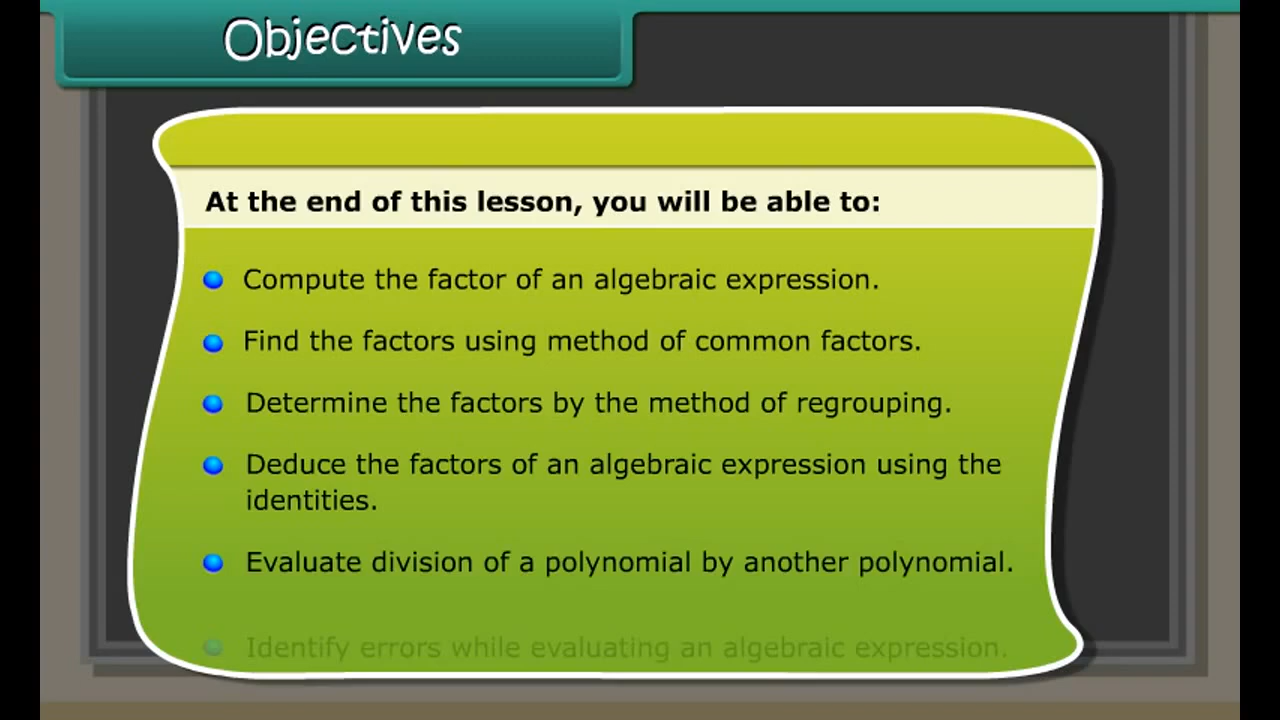 Objectives
At the end of this lesson, you will be able to:
Compute the factor of an algebraic expression.
Find the factors using method of common factors.
Determine the factors by the method of regrouping.
Deduce the factors of an algebraic expression using the
identities.
Evaluate division of a polynomial by another polynomial.
Identify errors while evaluating an algebraic expression.